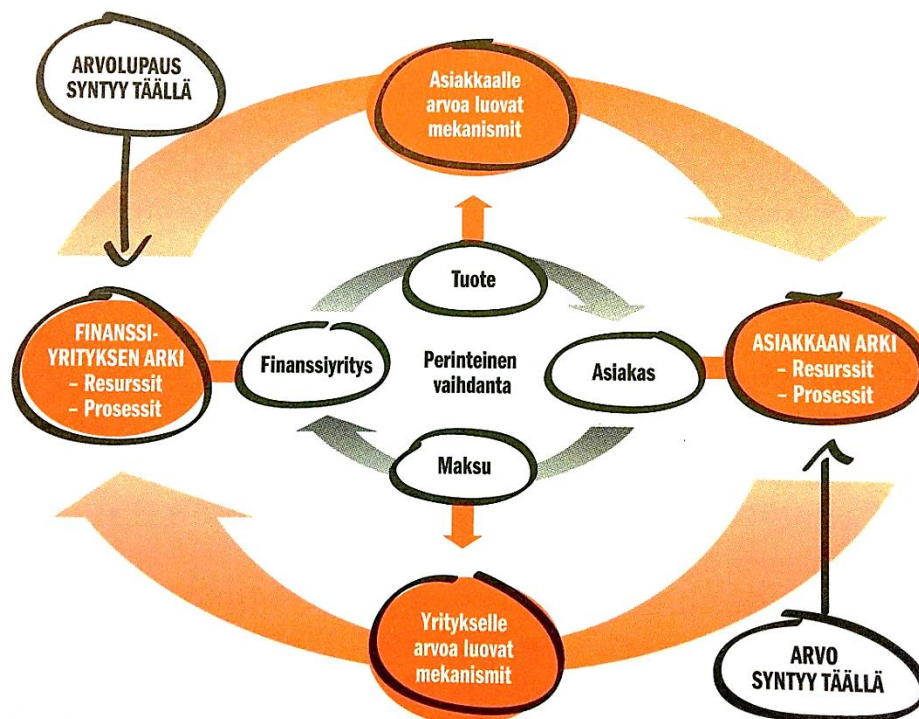 ARVOLUPAUS
SYNTYY TÄÄLLÄ
Asiakkaalle
arvoa luovat
mekanismit
Tuote
FINANSSI-
YRITYKSEN ARKI
– Resurssit
– Prosessit
Finanssiyritys
Perinteinen
vaihdanta
Asiakas
ASIAKKAAN ARKI
– Resurssit
– Prosessit
Maksu
Yritykselle
arvoa luovat
mekanismit
ARVO
SYNTYY TÄÄLLÄ